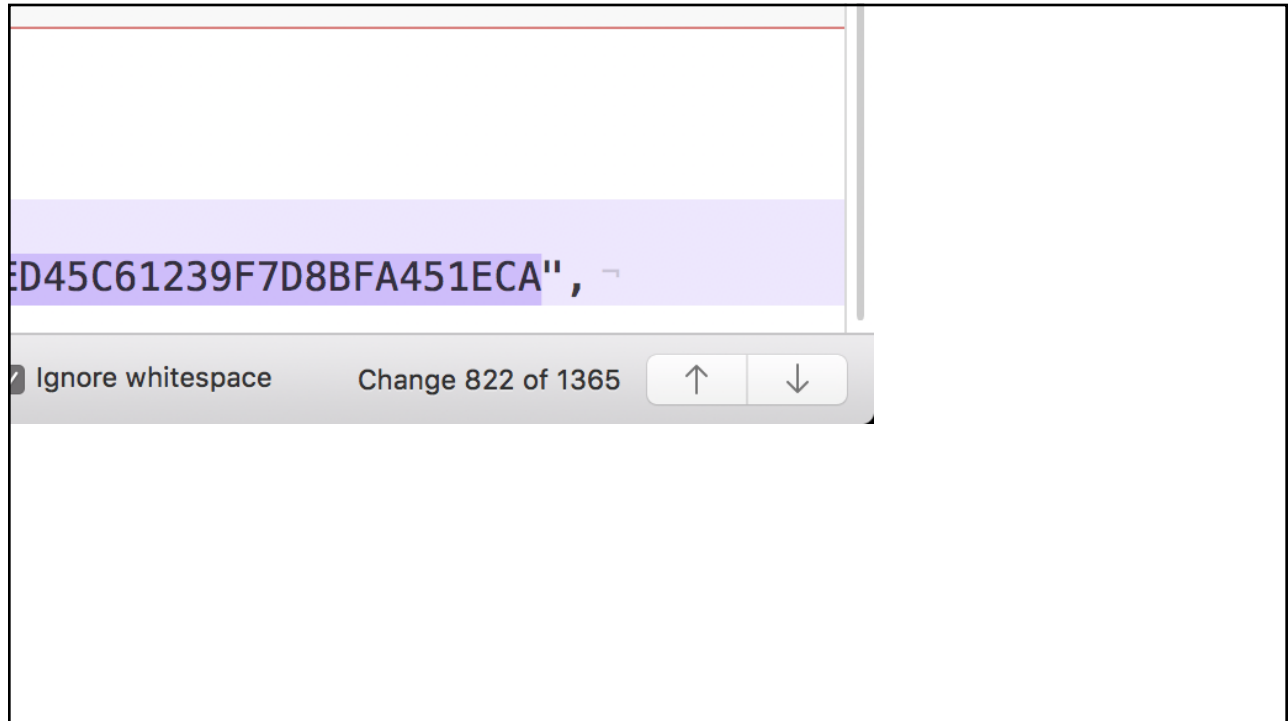 ED45C61239F7D8BFA451ECA", ¬
Ignore whitespace Change 822 of 1365 ↑ ↓